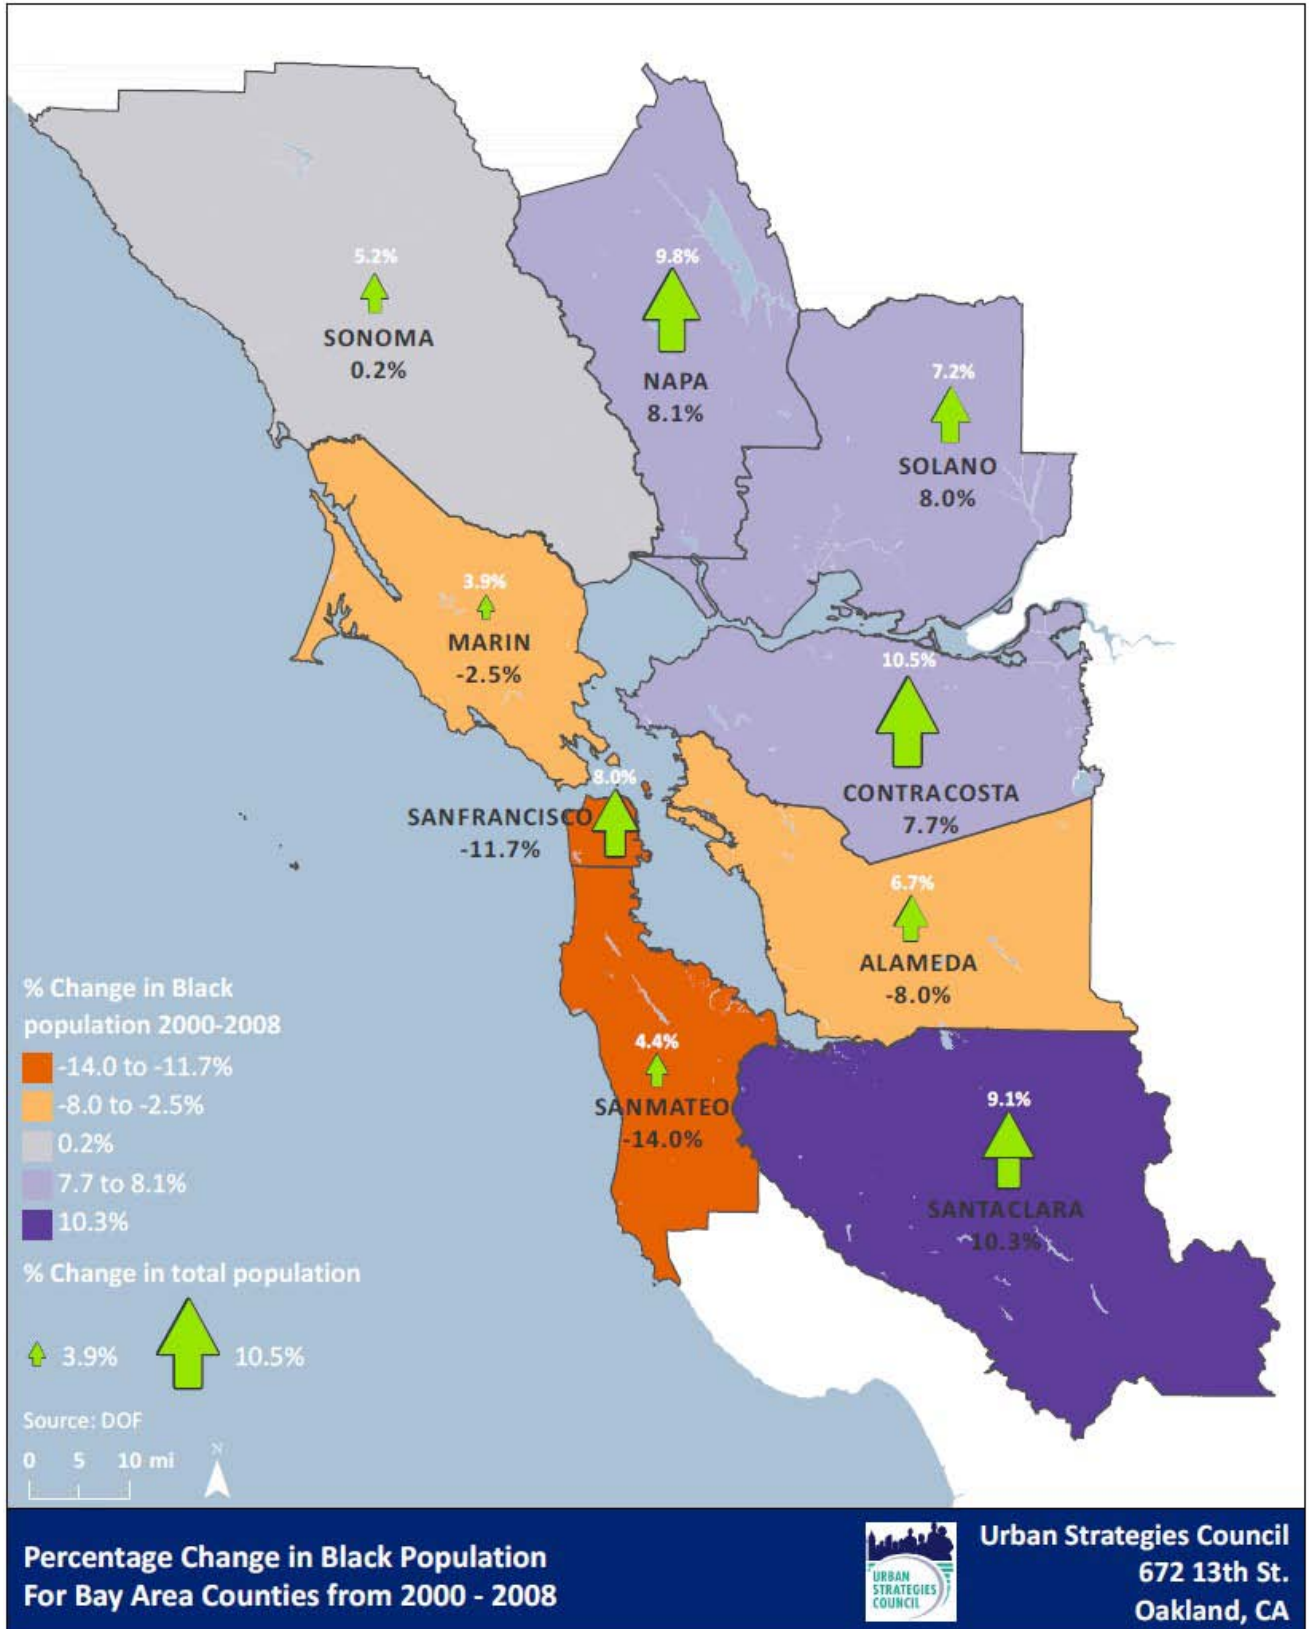 5.2%
SONOMA
0.2%
9.8%
NAPA
8.1%
7.2%
SOLANO
8.0%
3.9%
MARIN
-2.5%
10.5%
CONTRACOSTA
7.7%
8.0%
SANFRANCISCO
-11.7%
6.7%
ALAMEDA
-8.0%
4.4%
SANMATEO
-14.0%
9.1%
SANTACLARA
10.3%
% Change in Black
population 2000-2008
-14.0 to -11.7%
-8.0 to -2.5%
0.2%
7.7 to 8.1%
10.3%
% Change in total population
3.9%
10.5%
Source: DOF
0 5 10 mi
N
Percentage Change in Black Population
For Bay Area Counties from 2000 - 2008
URBAN
STRATEGIES
COUNCIL
Urban Strategies Council
672 13th St.
Oakland, CA